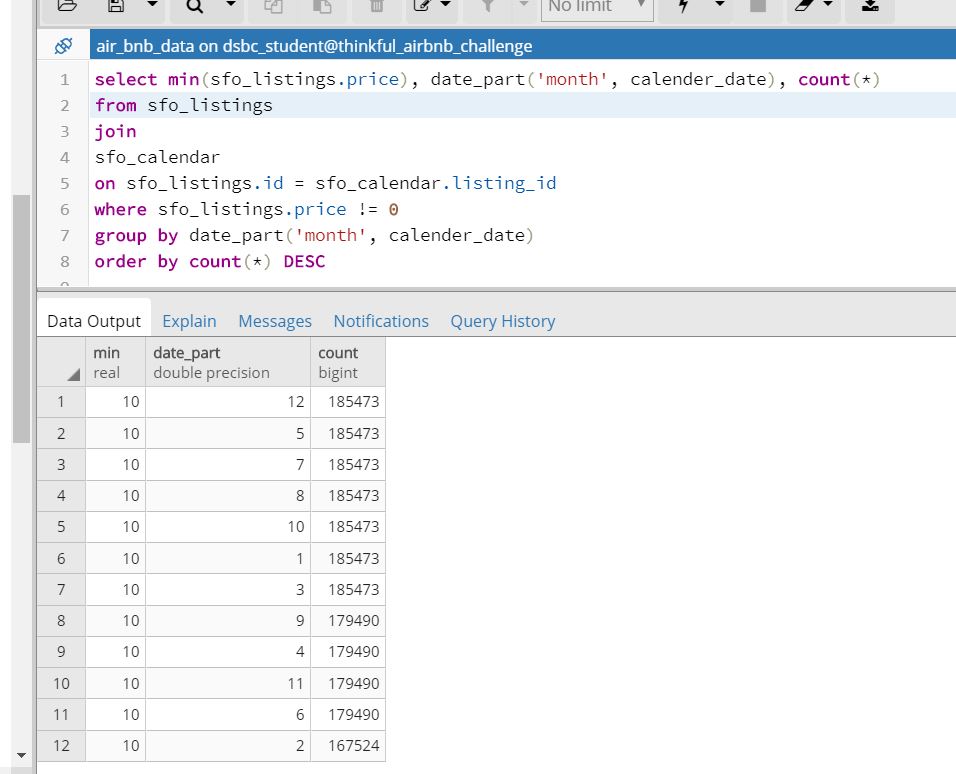 No limit
air_bnb_data on dsbc_student@thinkful_airbnb_challenge
1 select min(sfo_listings.price), date_part('month', calender_date), count(*)
2 from sfo_listings
3 join
4 sfo_calendar
5 on sfo_listings.id = sfo_calendar.listing_id
6 where sfo_listings.price != 0
7 group by date_part('month', calender_date)
8 order by count(*) DESC
Data Output Explain Messages Notifications Query History
min date_part count
real double precision bigint
1 10 12 185473
2 10 5 185473
3 10 7 185473
4 10 8 185473
5 10 10 185473
6 10 1 185473
7 10 3 185473
8 10 9 179490
9 10 4 179490
10 10 11 179490
11 10 6 179490
12 10 2 167524